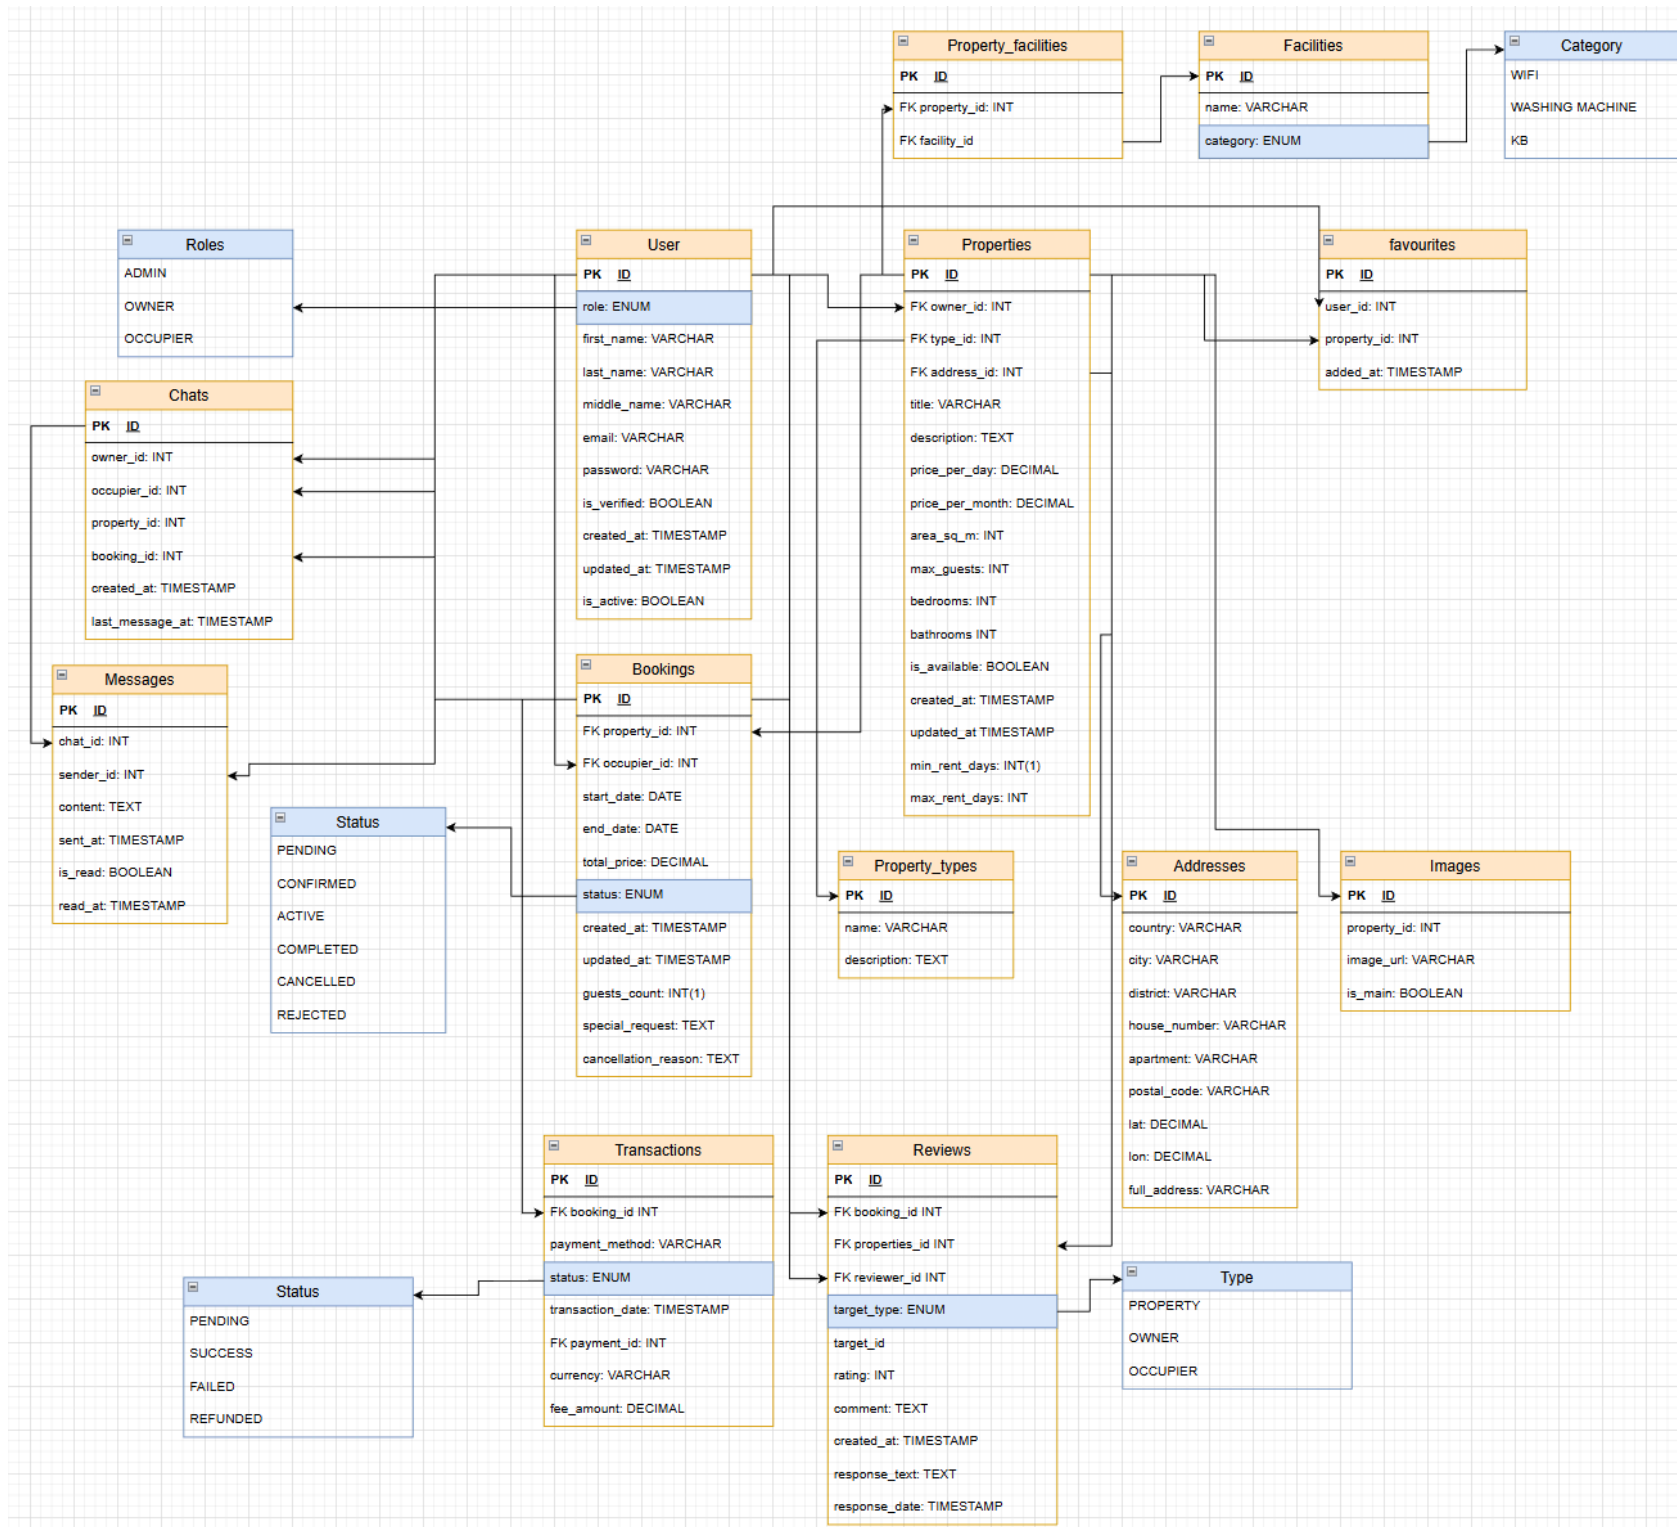 Property_facilities
PK ID
FK property_id: INT
FK facility_id
Facilities
PK ID
name: VARCHAR
category: ENUM
Category
WIFI
WASHING MACHINE
KB
Roles
ADMIN
OWNER
OCCUPIER
User
PK ID
role: ENUM
first_name: VARCHAR
last_name: VARCHAR
middle_name: VARCHAR
email: VARCHAR
password: VARCHAR
is_verified: BOOLEAN
created_at: TIMESTAMP
updated_at: TIMESTAMP
is_active: BOOLEAN
Properties
PK ID
FK owner_id: INT
FK type_id: INT
FK address_id: INT
title: VARCHAR
description: TEXT
price_per_day: DECIMAL
price_per_month: DECIMAL
area_sq_m: INT
max_guests: INT
bedrooms: INT
bathrooms INT
is_available: BOOLEAN
created_at: TIMESTAMP
updated_at TIMESTAMP
min_rent_days: INT(1)
max_rent_days: INT
favourites
PK ID
user_id: INT
property_id: INT
added_at: TIMESTAMP
Chats
PK ID
owner_id: INT
occupier_id: INT
property_id: INT
booking_id: INT
created_at: TIMESTAMP
last_message_at: TIMESTAMP
Messages
PK ID
chat_id: INT
sender_id: INT
content: TEXT
sent_at: TIMESTAMP
is_read: BOOLEAN
read_at: TIMESTAMP
Bookings
PK ID
FK property_id: INT
FK occupier_id: INT
start_date: DATE
end_date: DATE
total_price: DECIMAL
status: ENUM
created_at: TIMESTAMP
updated_at: TIMESTAMP
guests_count: INT(1)
special_request: TEXT
cancellation_reason: TEXT
Status
PENDING
CONFIRMED
ACTIVE
COMPLETED
CANCELLED
REJECTED
Property_types
PK ID
name: VARCHAR
description: TEXT
Addresses
PK ID
country: VARCHAR
city: VARCHAR
district: VARCHAR
house_number: VARCHAR
apartment: VARCHAR
postal_code: VARCHAR
lat: DECIMAL
lon: DECIMAL
full_address: VARCHAR
Images
PK ID
property_id: INT
image_url: VARCHAR
is_main: BOOLEAN
Transactions
PK ID
FK booking_id INT
payment_method: VARCHAR
status: ENUM
transaction_date: TIMESTAMP
FK payment_id: INT
currency: VARCHAR
fee_amount: DECIMAL
Reviews
PK ID
FK booking_id INT
FK properties_id INT
FK reviewer_id INT
target_type: ENUM
target_id
rating: INT
comment: TEXT
created_at: TIMESTAMP
response_text: TEXT
response_date: TIMESTAMP
Status
PENDING
SUCCESS
FAILED
REFUNDED
Type
PROPERTY
OWNER
OCCUPIER